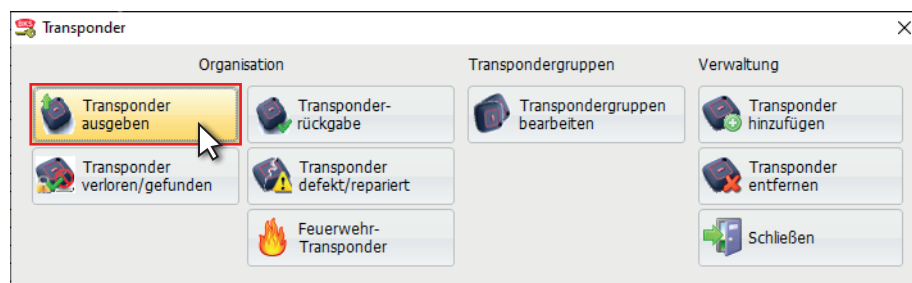 BKS
Transponder
Organisation
Transpondergruppen
Verwaltung
Transponder
ausgeben
Transponder-
rückgabe
Transpondergruppen
bearbeiten
Transponder
hinzufügen
Transponder
verloren/gefunden
Transponder
defekt/repariert
Transponder
entfernen
Feuerwehr-
Transponder
Schließen